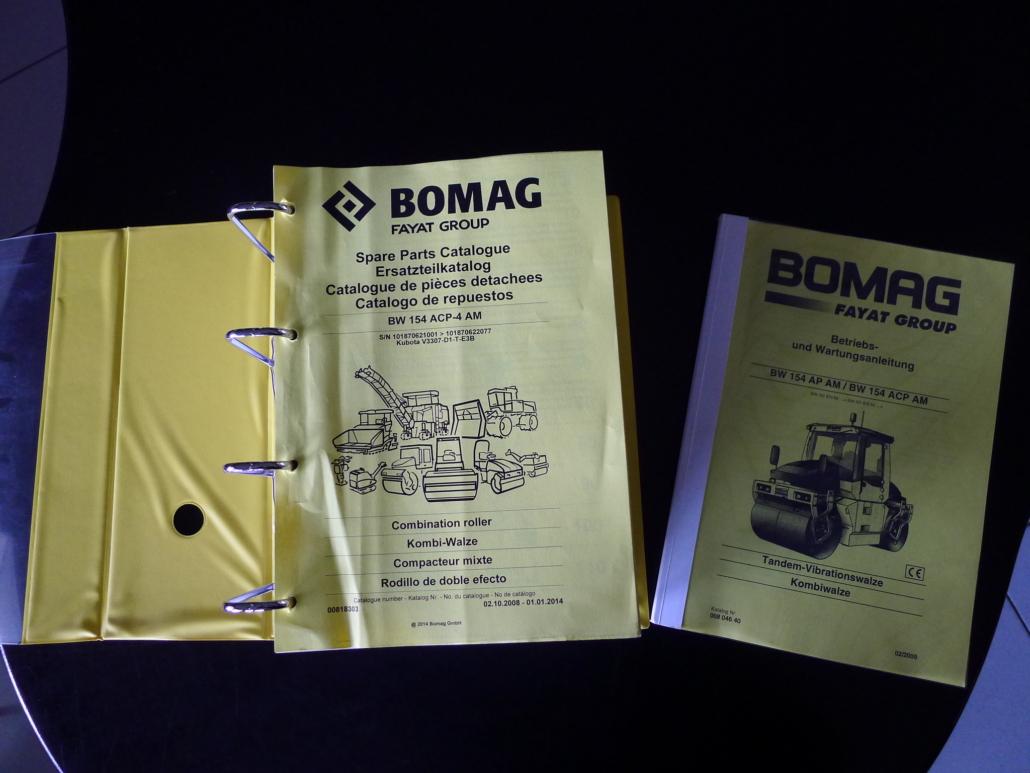 BOMAG
FAYAT GROUP
Spare Parts Catalogue
Ersatzteilkatalog
Catalogue de pièces detachees
Catalogo de repuestos
BW 154 ACP-4 AM
S/N 101870621001 > 101870622077
Kubota V3307-D1-T-E3B
Combination roller
Kombi-Walze
Compacteur mixte
Rodillo de doble efecto
Catalogue number - Katalog Nr. - No. du catalogue - No de catálogo
00818303 02.10.2008 - 01.01.2014
@ 2014 Bomag GmbH
BOMAG
FAYAT GROUP
Betriebs-
und Wartungsanleitung
BW 154 AP AM / BW 154 ACP AM
CE
Tandem-Vibrationswalze
Kombiwalze
Katalog Nr.
008 046 40
02/2009